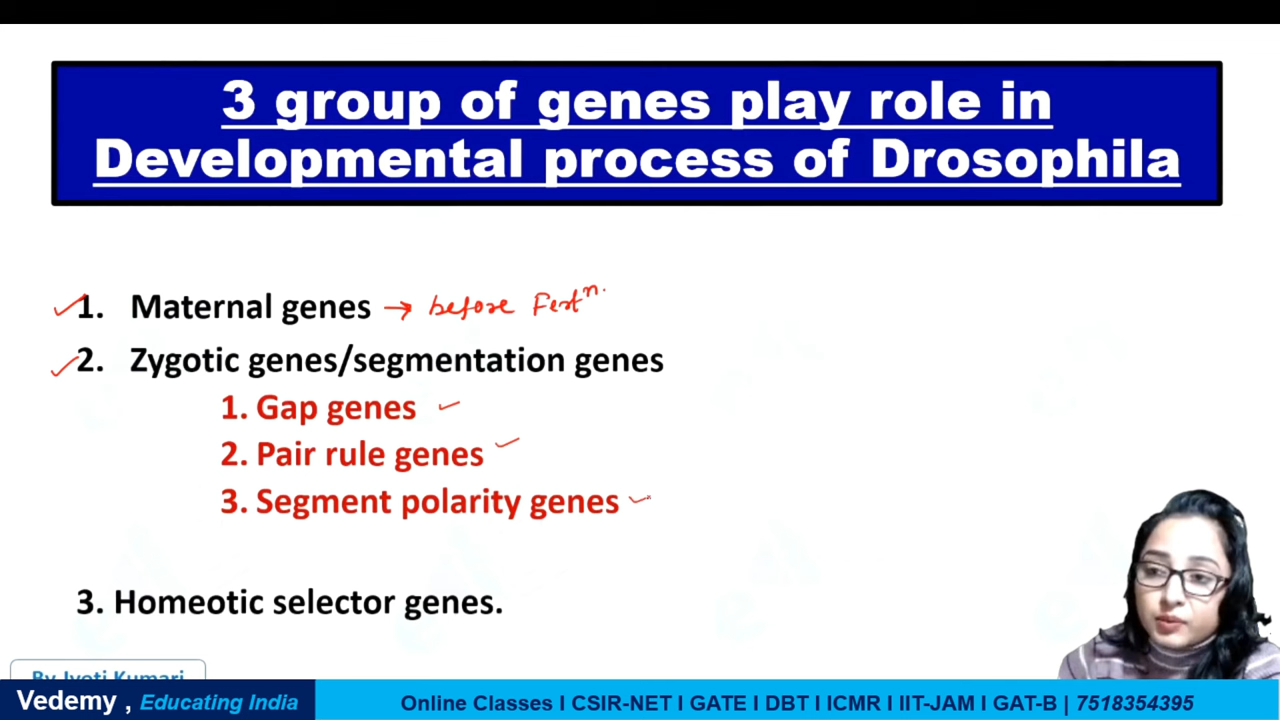 3 group of genes play role in
Developmental process of Drosophila
1. Maternal genes → before Fertn.
2. Zygotic genes/segmentation genes
1. Gap genes
2. Pair rule genes
3. Segment polarity genes
3. Homeotic selector genes.
By Jyoti Kumari
Vedemy , Educating India
Online Classes I CSIR-NET I GATE I DBT I ICMR I IIT-JAM I GAT-B | 7518354395